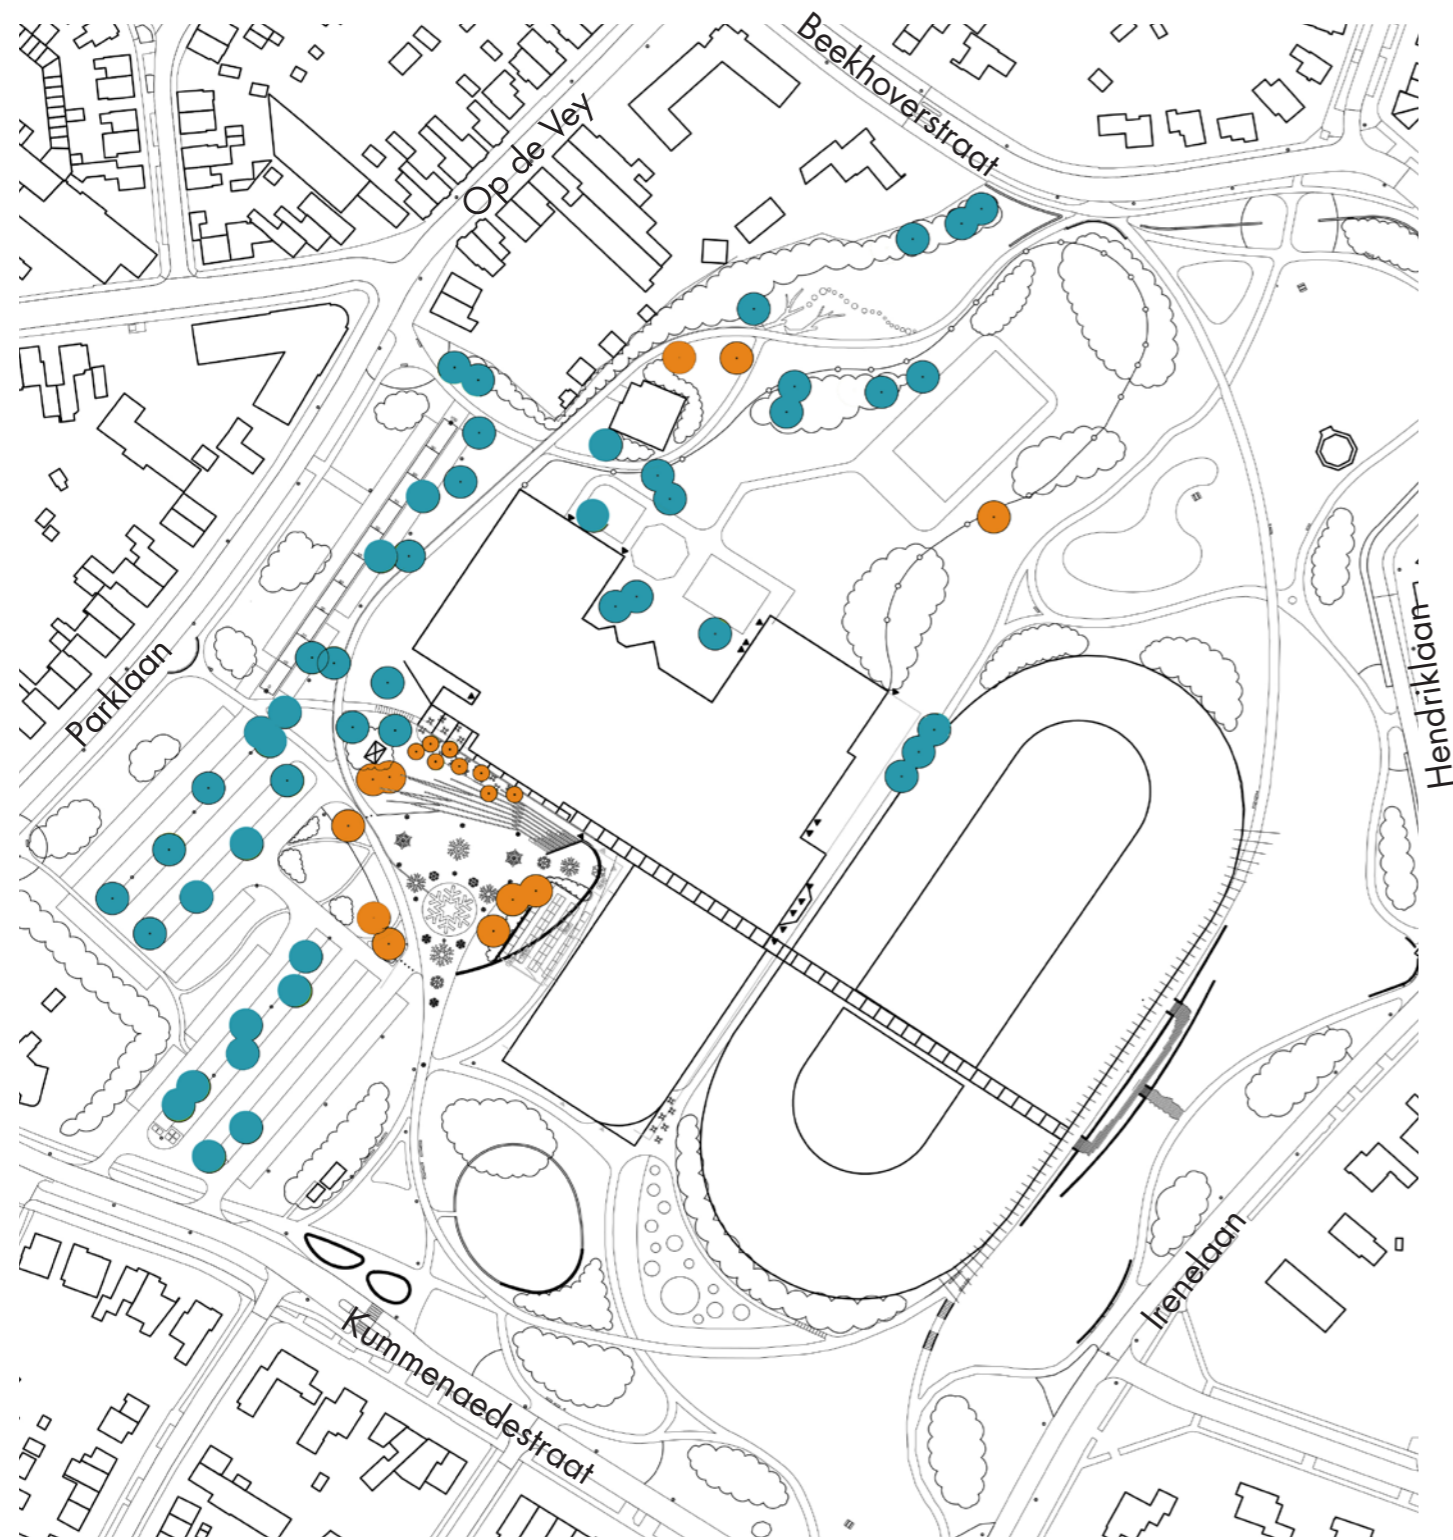 Beekhoverstraat
Op de Vey
Parklaan
Hendriklaan
Irenelaan
Kummenaedestraat